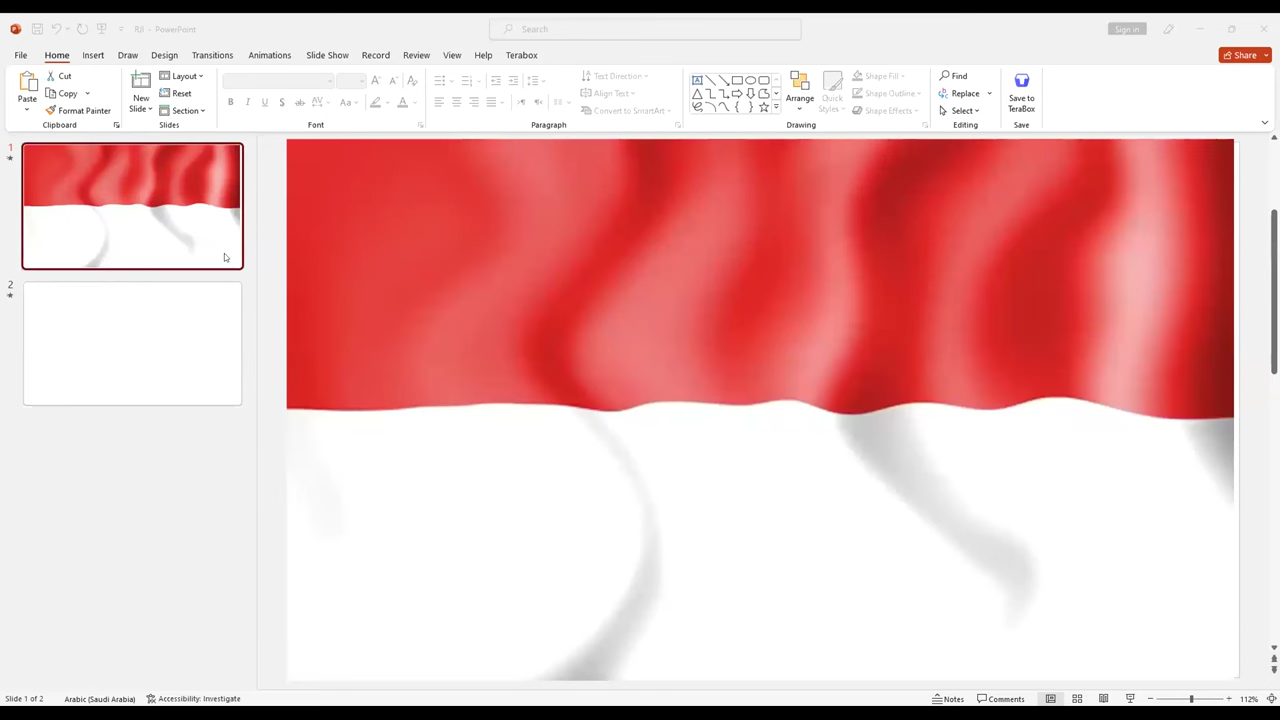 RJI - PowerPoint
Search
Sign in
File Home Insert Draw Design Transitions Animations Slide Show Record Review View Help Terabox
Share
Paste
Cut
Copy
Format Painter
Clipboard
New
Slide
Layout
Reset
Section
Slides
Font
Text Direction
Align Text
Convert to SmartArt
Paragraph
Arrange
Quick
Styles
Shape Fill
Shape Outline
Shape Effects
Drawing
Find
Replace
Select
Editing
Save to
TeraBox
Save
1
2
Slide 1 of 2
Arabic (Saudi Arabia)
Accessibility: Investigate
Notes
Comments
112%